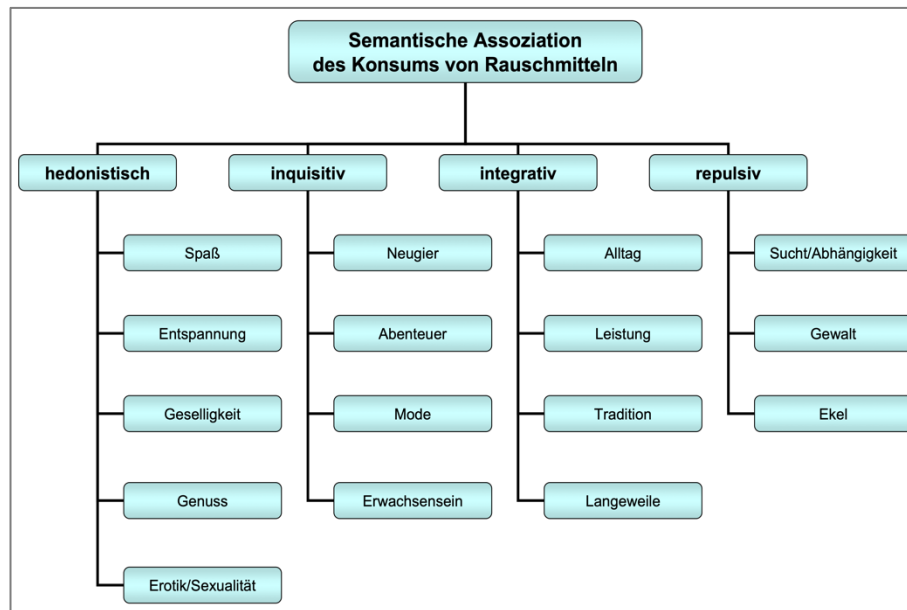 Semantische Assoziation
des Konsums von Rauschmitteln
hedonistisch
inquisitiv
integrativ
repulsiv
Spaß
Neugier
Alltag
Sucht/Abhängigkeit
Entspannung
Abenteuer
Leistung
Gewalt
Geselligkeit
Mode
Tradition
Ekel
Genuss
Erwachsensein
Langeweile
Erotik/Sexualität